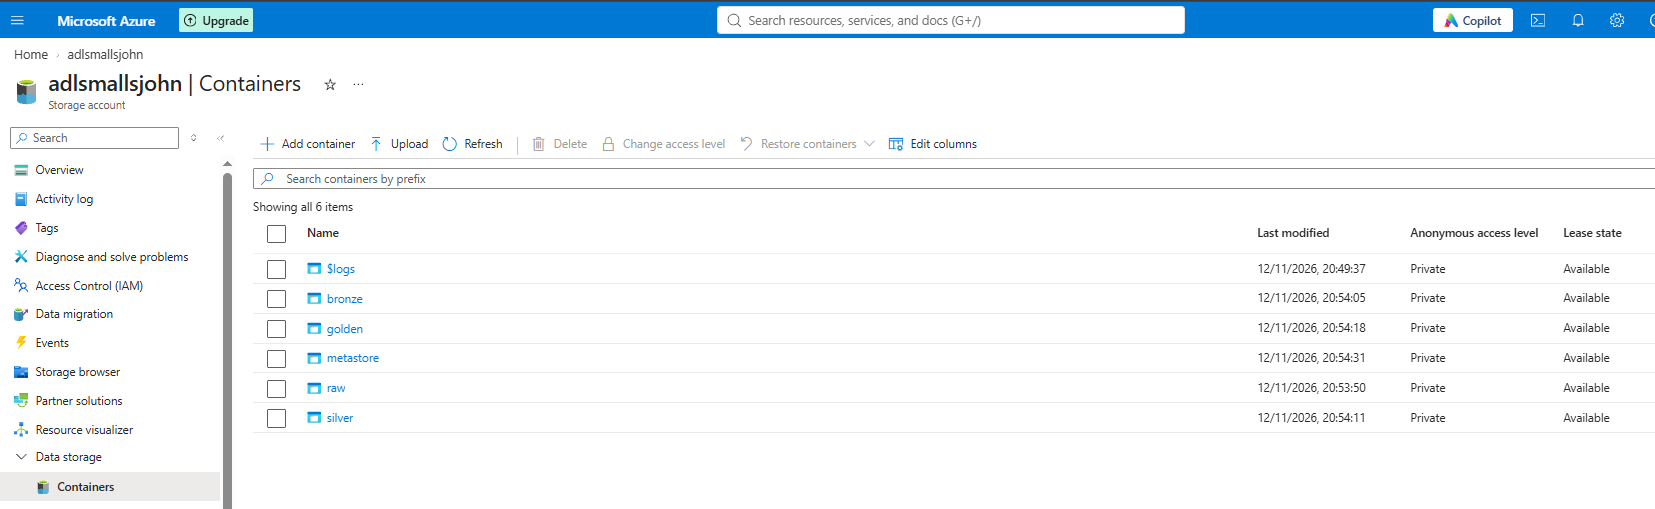 Microsoft Azure
Upgrade
Search resources, services, and docs (G+/)
Copilot
Home > adlsmallsjohn
adlsmallsjohn | Containers
Storage account
Search
Add container Upload Refresh Delete Change access level Restore containers Edit columns
Overview
Activity log
Tags
Diagnose and solve problems
Access Control (IAM)
Data migration
Events
Storage browser
Partner solutions
Resource visualizer
Data storage
Containers
Search containers by prefix
Showing all 6 items
Name Last modified Anonymous access level Lease state
$logs 12/11/2026, 20:49:37 Private Available
bronze 12/11/2026, 20:54:05 Private Available
golden 12/11/2026, 20:54:18 Private Available
metastore 12/11/2026, 20:54:31 Private Available
raw 12/11/2026, 20:53:50 Private Available
silver 12/11/2026, 20:54:11 Private Available